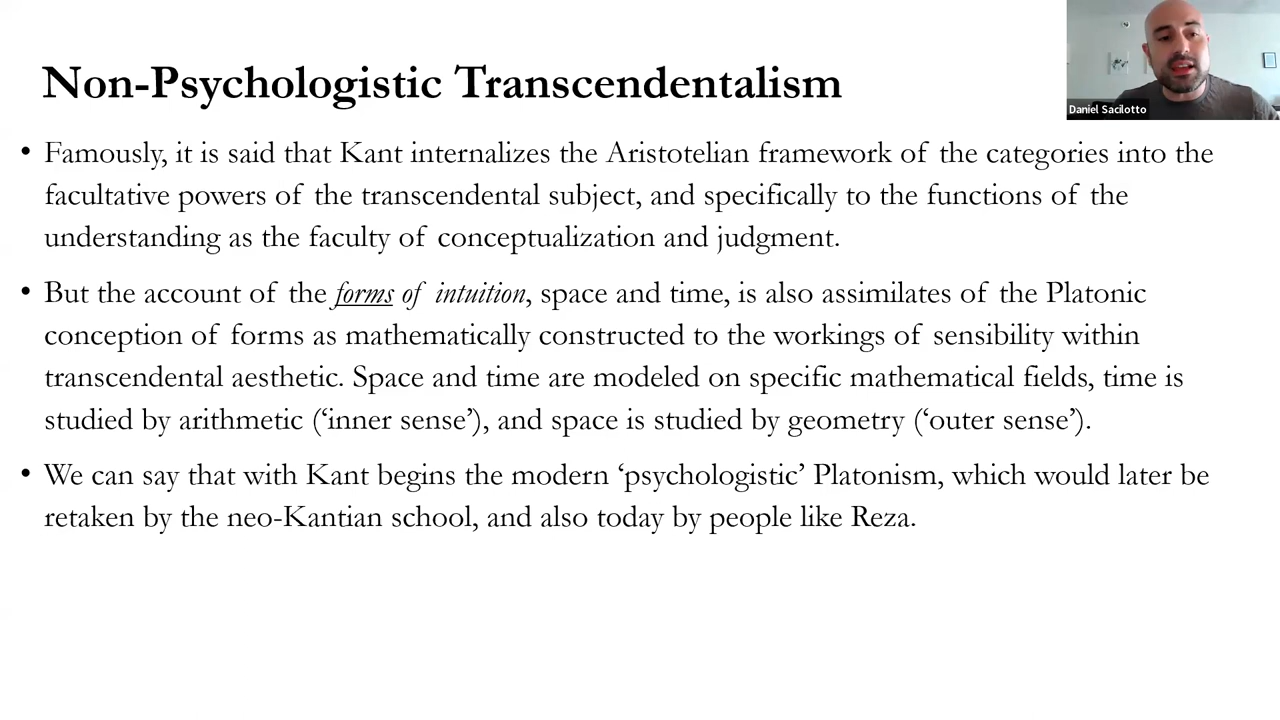 Non-Psychologistic Transcendentalism
Daniel Sacilotto
• Famously, it is said that Kant internalizes the Aristotelian framework of the categories into the
facultative powers of the transcendental subject, and specifically to the functions of the
understanding as the faculty of conceptualization and judgment.
• But the account of the forms of intuition, space and time, is also assimilates of the Platonic
conception of forms as mathematically constructed to the workings of sensibility within
transcendental aesthetic. Space and time are modeled on specific mathematical fields, time is
studied by arithmetic (‘inner sense’), and space is studied by geometry (‘outer sense’).
• We can say that with Kant begins the modern ‘psychologistic’ Platonism, which would later be
retaken by the neo-Kantian school, and also today by people like Reza.